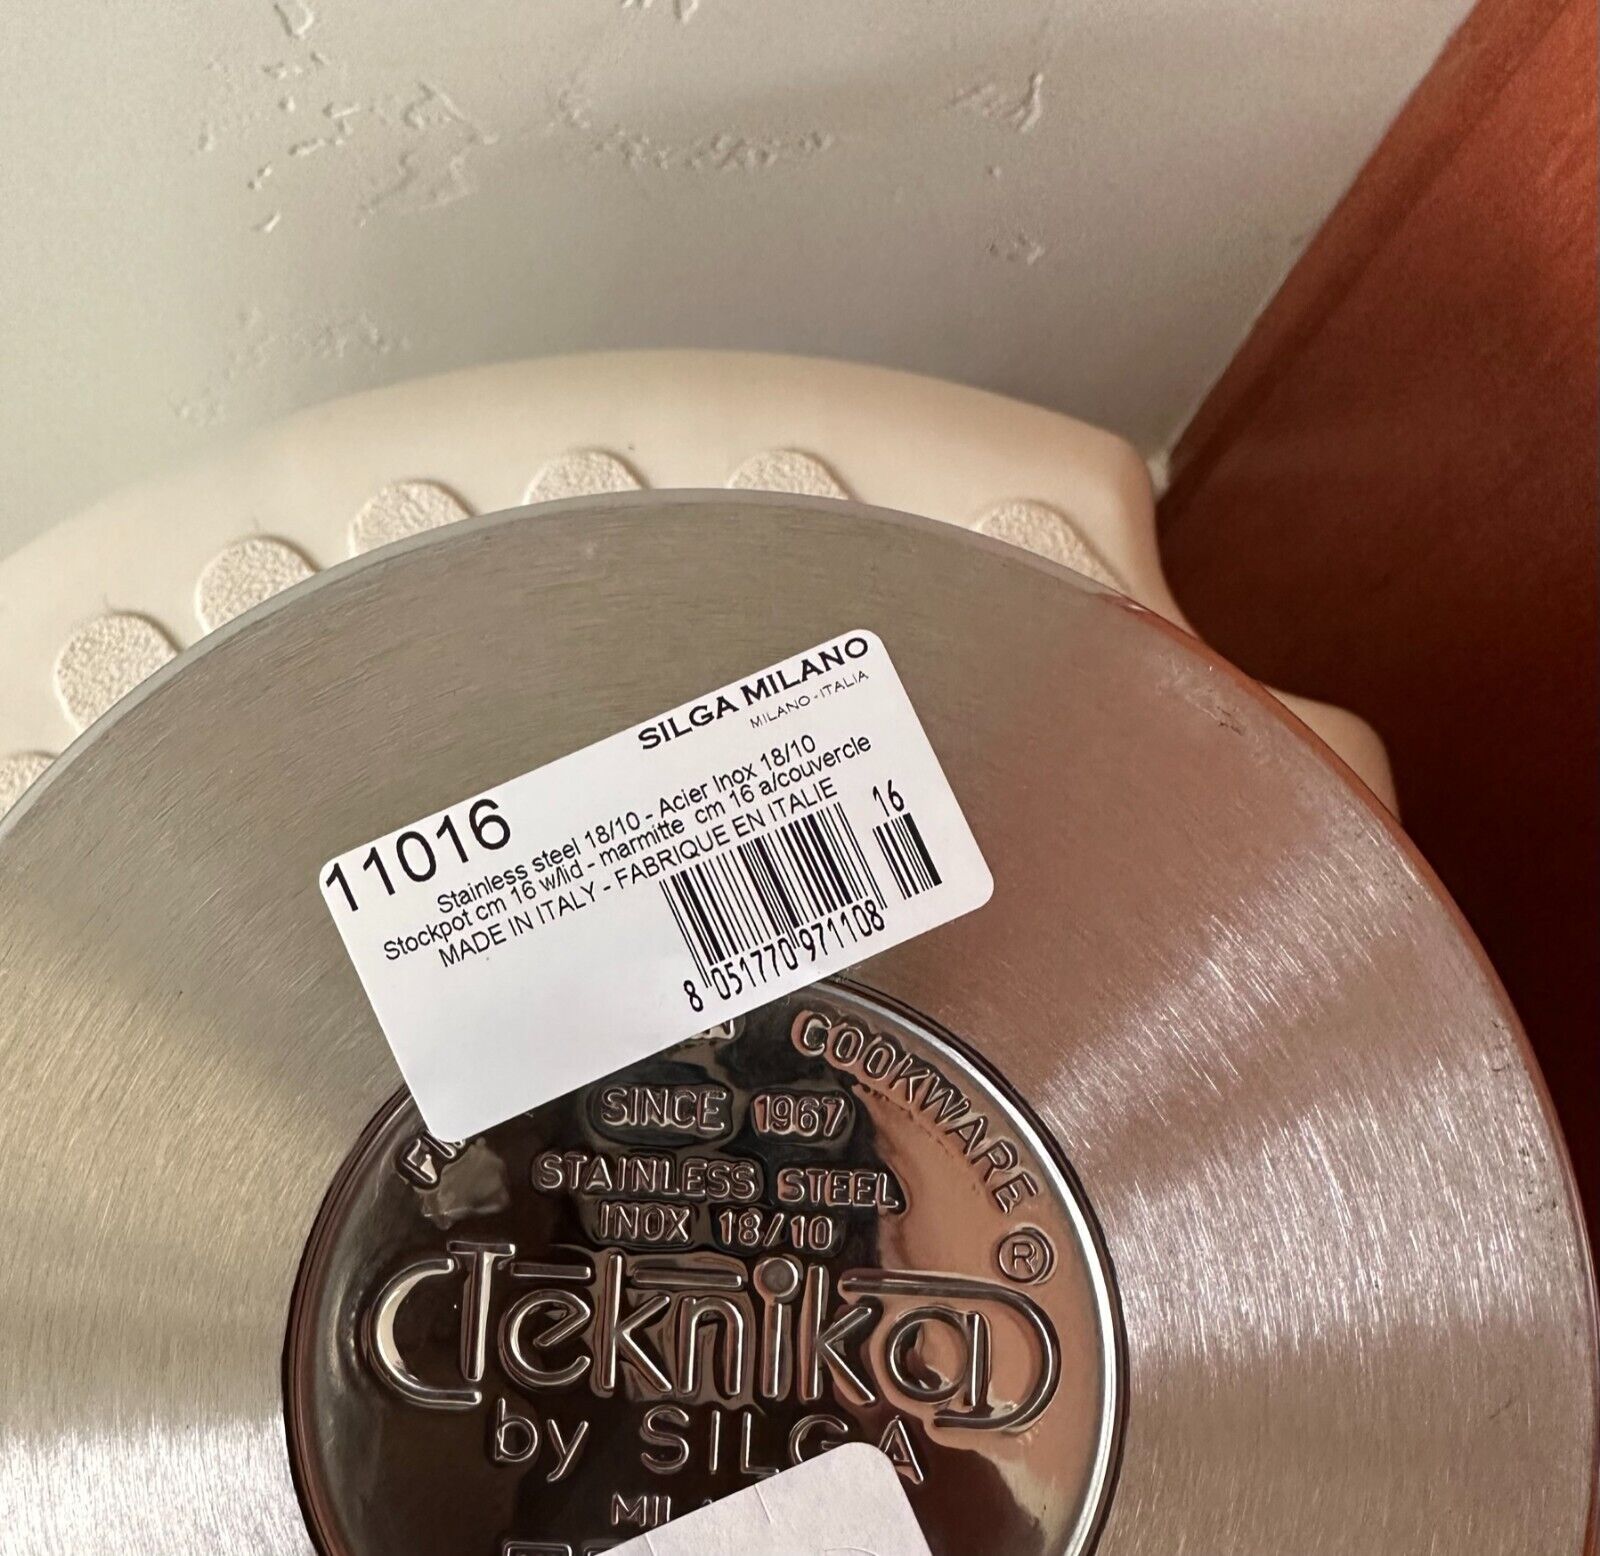 SILGA MILANO
MILANO-ITALIA
11016
Stainless steel 18/10 - Acier Inox 18/10
Stockpot cm 16 w/lid - marmitte cm 16 a/couvercle
MADE IN ITALY - FABRIQUE EN ITALIE
16
8 051770 971108
COOKWARE
SINCE 1967
STAINLESS STEEL
INOX 18/10
Teknika ®
by SILGA